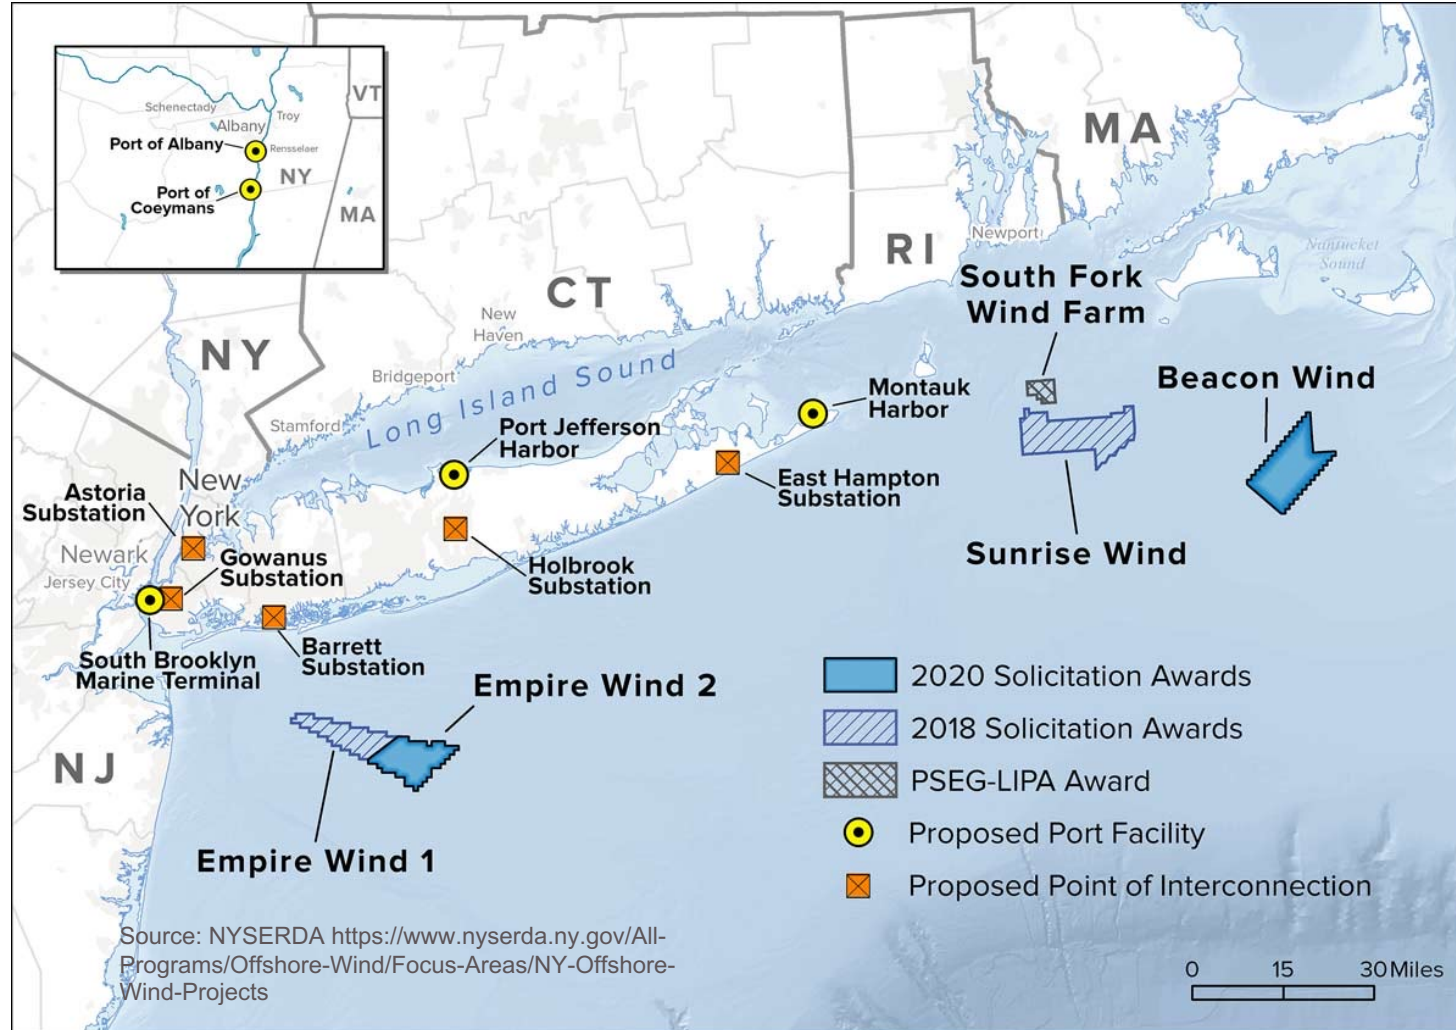 VT
Schenectady
Troy
Albany
Port of Albany
Rensselaer
NY
Port of
Coeymans
MA
MA
RI
Newport
Nantucket
Sound
South Fork
Wind Farm
CT
New
Haven
NY
Bridgeport
Long Island Sound
Stamford
Beacon Wind
Montauk
Harbor
Port Jefferson
Harbor
East Hampton
Substation
New
York
Astoria
Substation
Newark
Jersey City
Gowanus
Substation
Holbrook
Substation
Sunrise Wind
South Brooklyn
Marine Terminal
Barrett
Substation
Empire Wind 2
NJ
Empire Wind 1
2020 Solicitation Awards
2018 Solicitation Awards
PSEG-LIPA Award
Proposed Port Facility
Proposed Point of Interconnection
Source: NYSERDA https://www.nyserda.ny.gov/All-
Programs/Offshore-Wind/Focus-Areas/NY-Offshore-
Wind-Projects
0 15 30 Miles